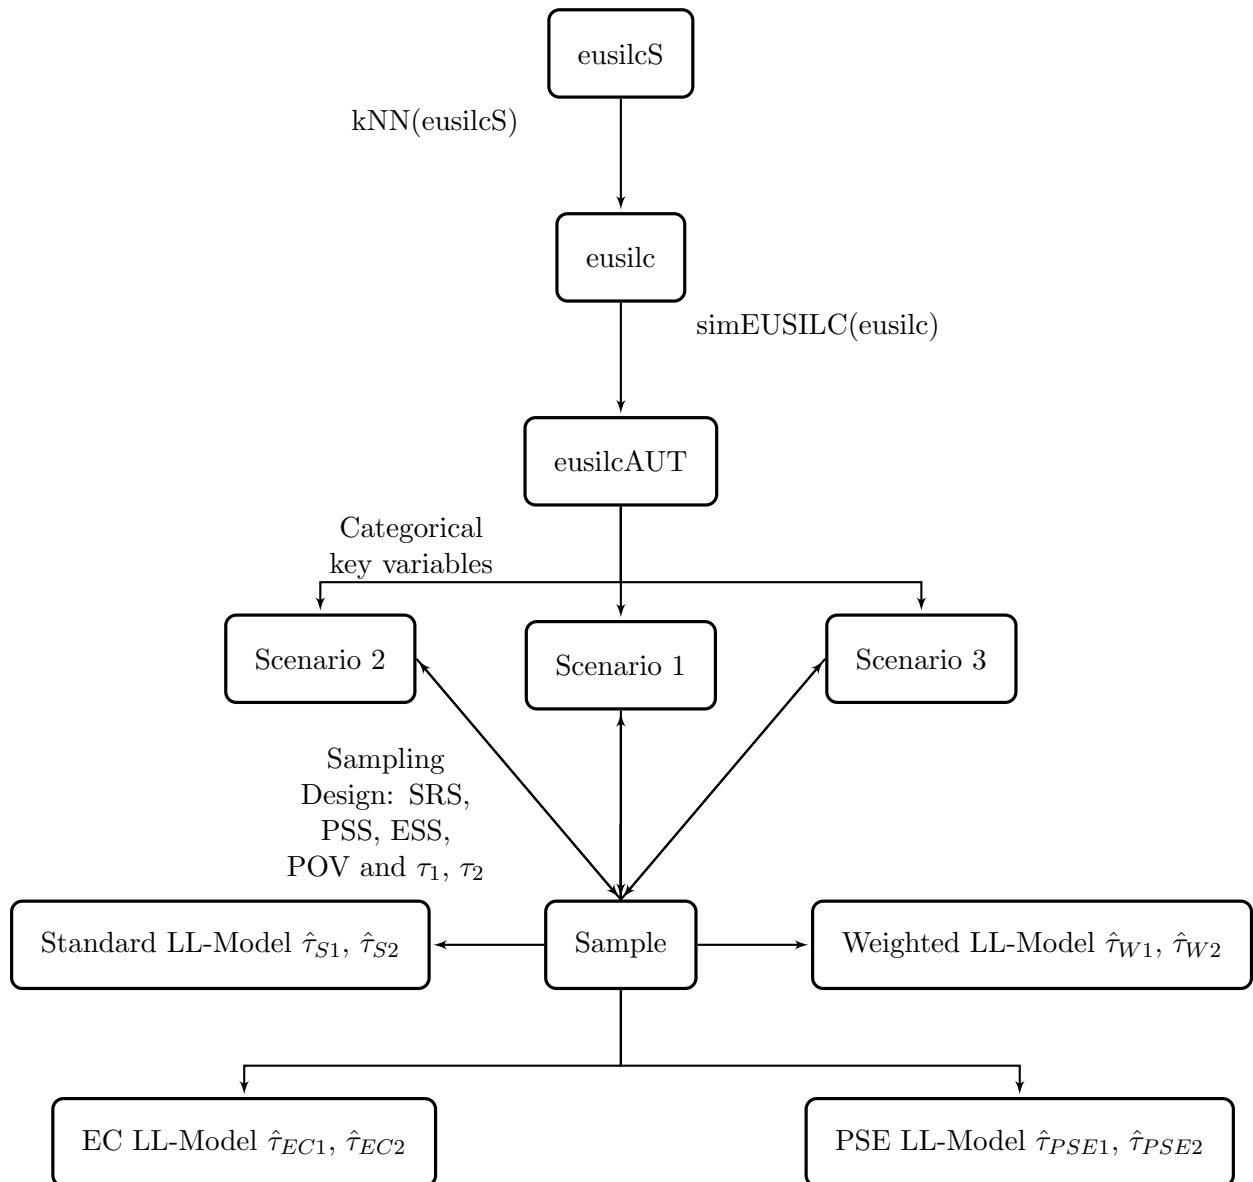 eusilcS
kNN(eusilcS)
eusilc
simEUSILC(eusilc)
eusilcAUT
Categorical
key variables
Scenario 2
Scenario 1
Scenario 3
Sampling
Design: SRS,
PSS, ESS,
POV and τ₁, τ₂
Standard LL-Model τ̂_{S1}, τ̂_{S2}
Sample
Weighted LL-Model τ̂_{W1}, τ̂_{W2}
EC LL-Model τ̂_{EC1}, τ̂_{EC2}
PSE LL-Model τ̂_{PSE1}, τ̂_{PSE2}